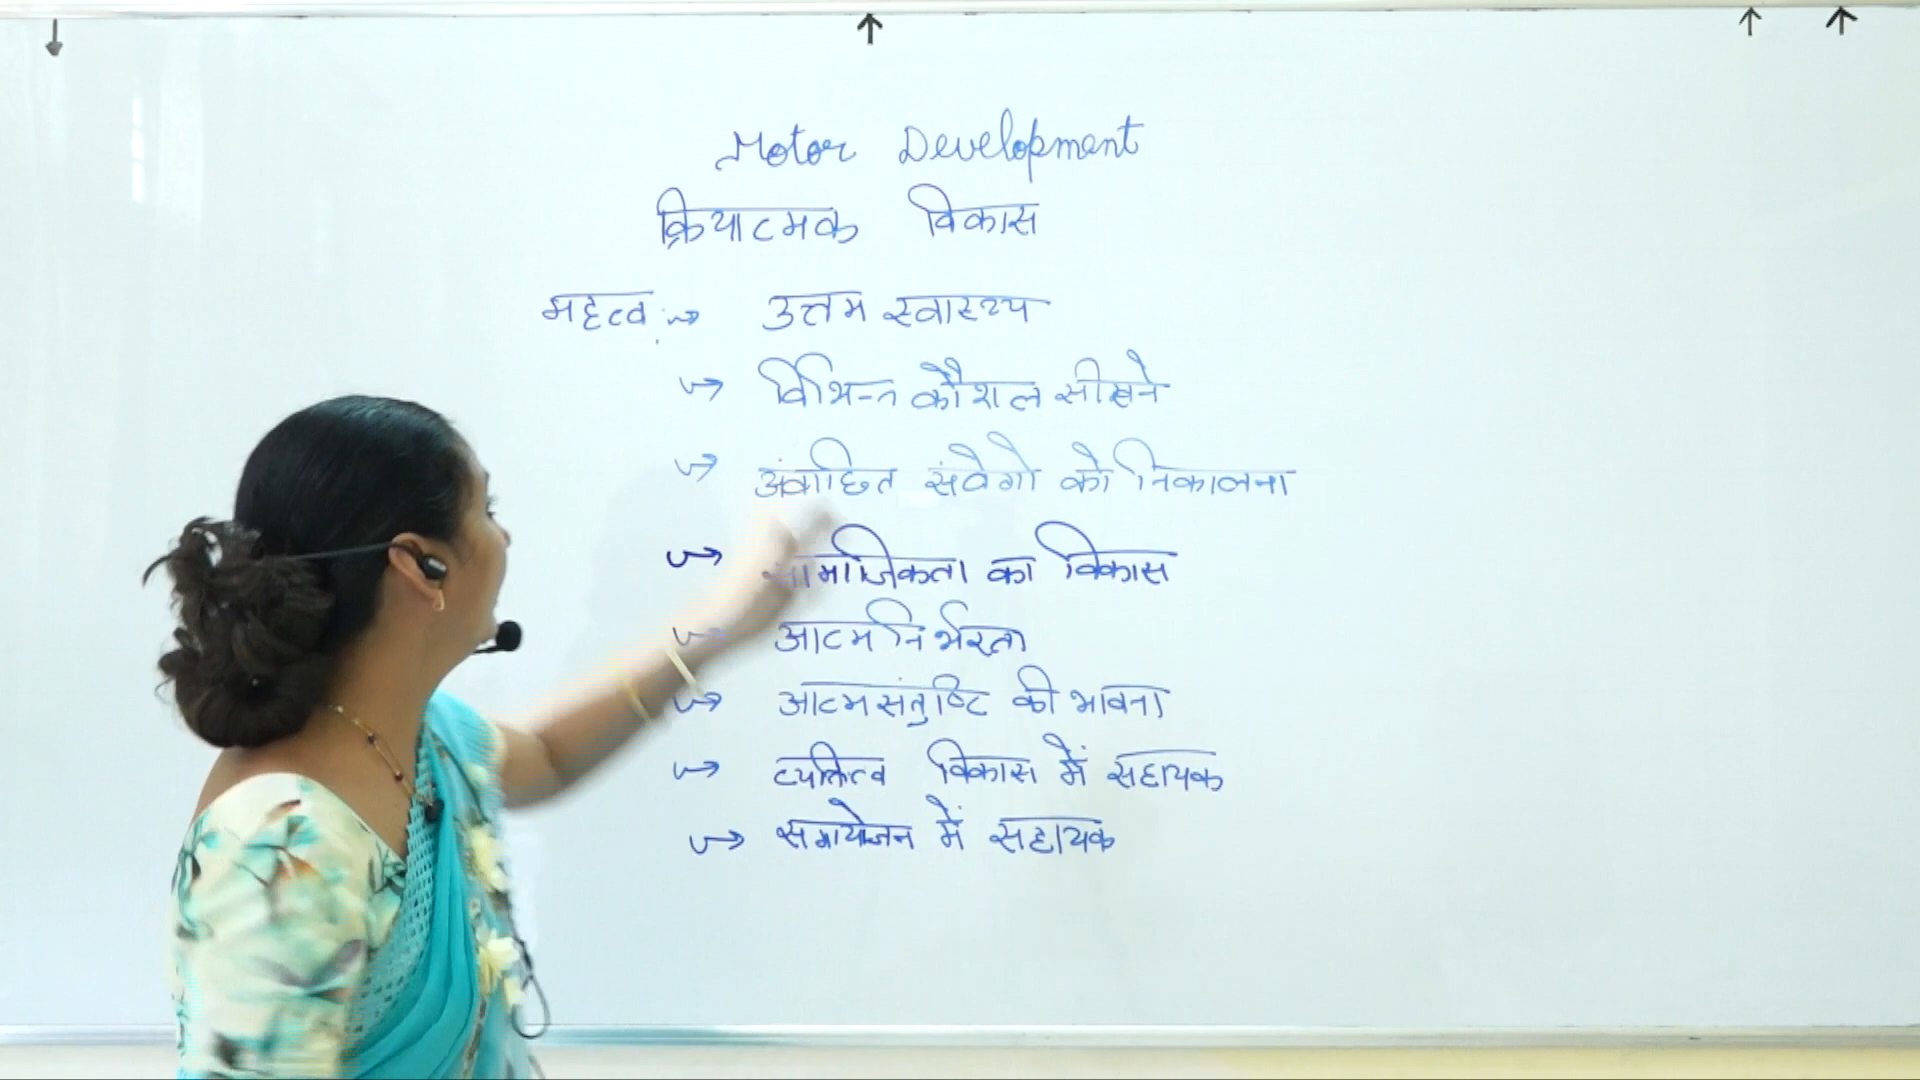 Motor Development
क्रियात्मक विकास
महत्व :→ उत्तम स्वास्थ्य
→ विभिन्न कौशल सीखने
→ अंवाछित संवेगो को निकालना
→ सामाजिकता का विकास
→ आत्मनिर्भरता
→ आत्मसंतुष्टि की भावना
→ व्यक्तित्व विकास में सहायक
→ समायोजन में सहायक